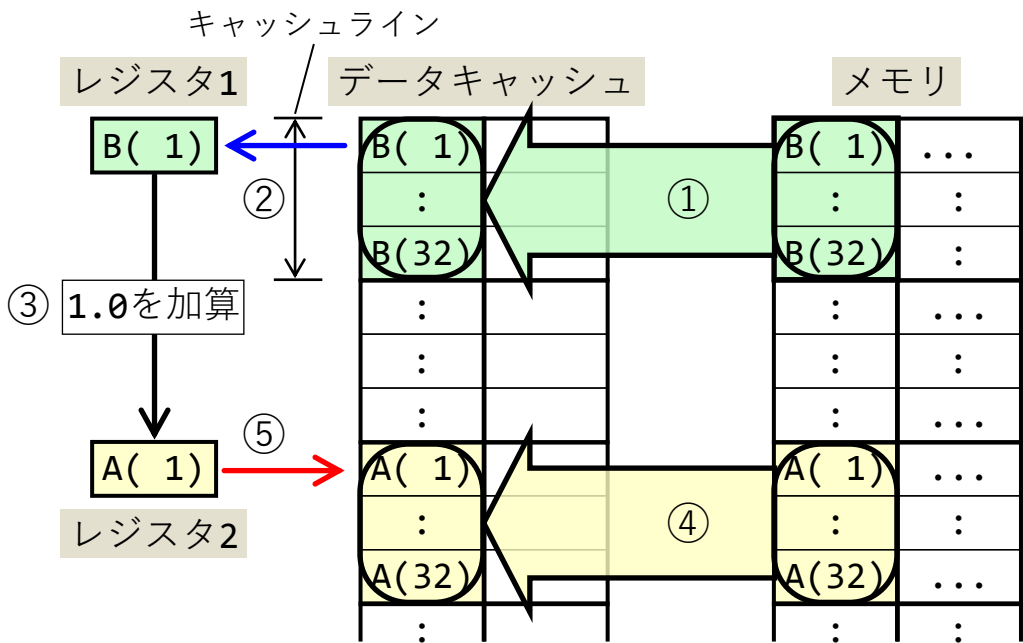 キャッシュライン
レジスタ1 データキャッシュ メモリ
B( 1) B( 1) ① B( 1) ...
② : : :
B(32) B(32) :
③ 1.0を加算 : : ...
: : :
: : ...
⑤
A( 1) A( 1) ④ A( 1) ...
: : :
レジスタ2 A(32) A(32) ...
: : :